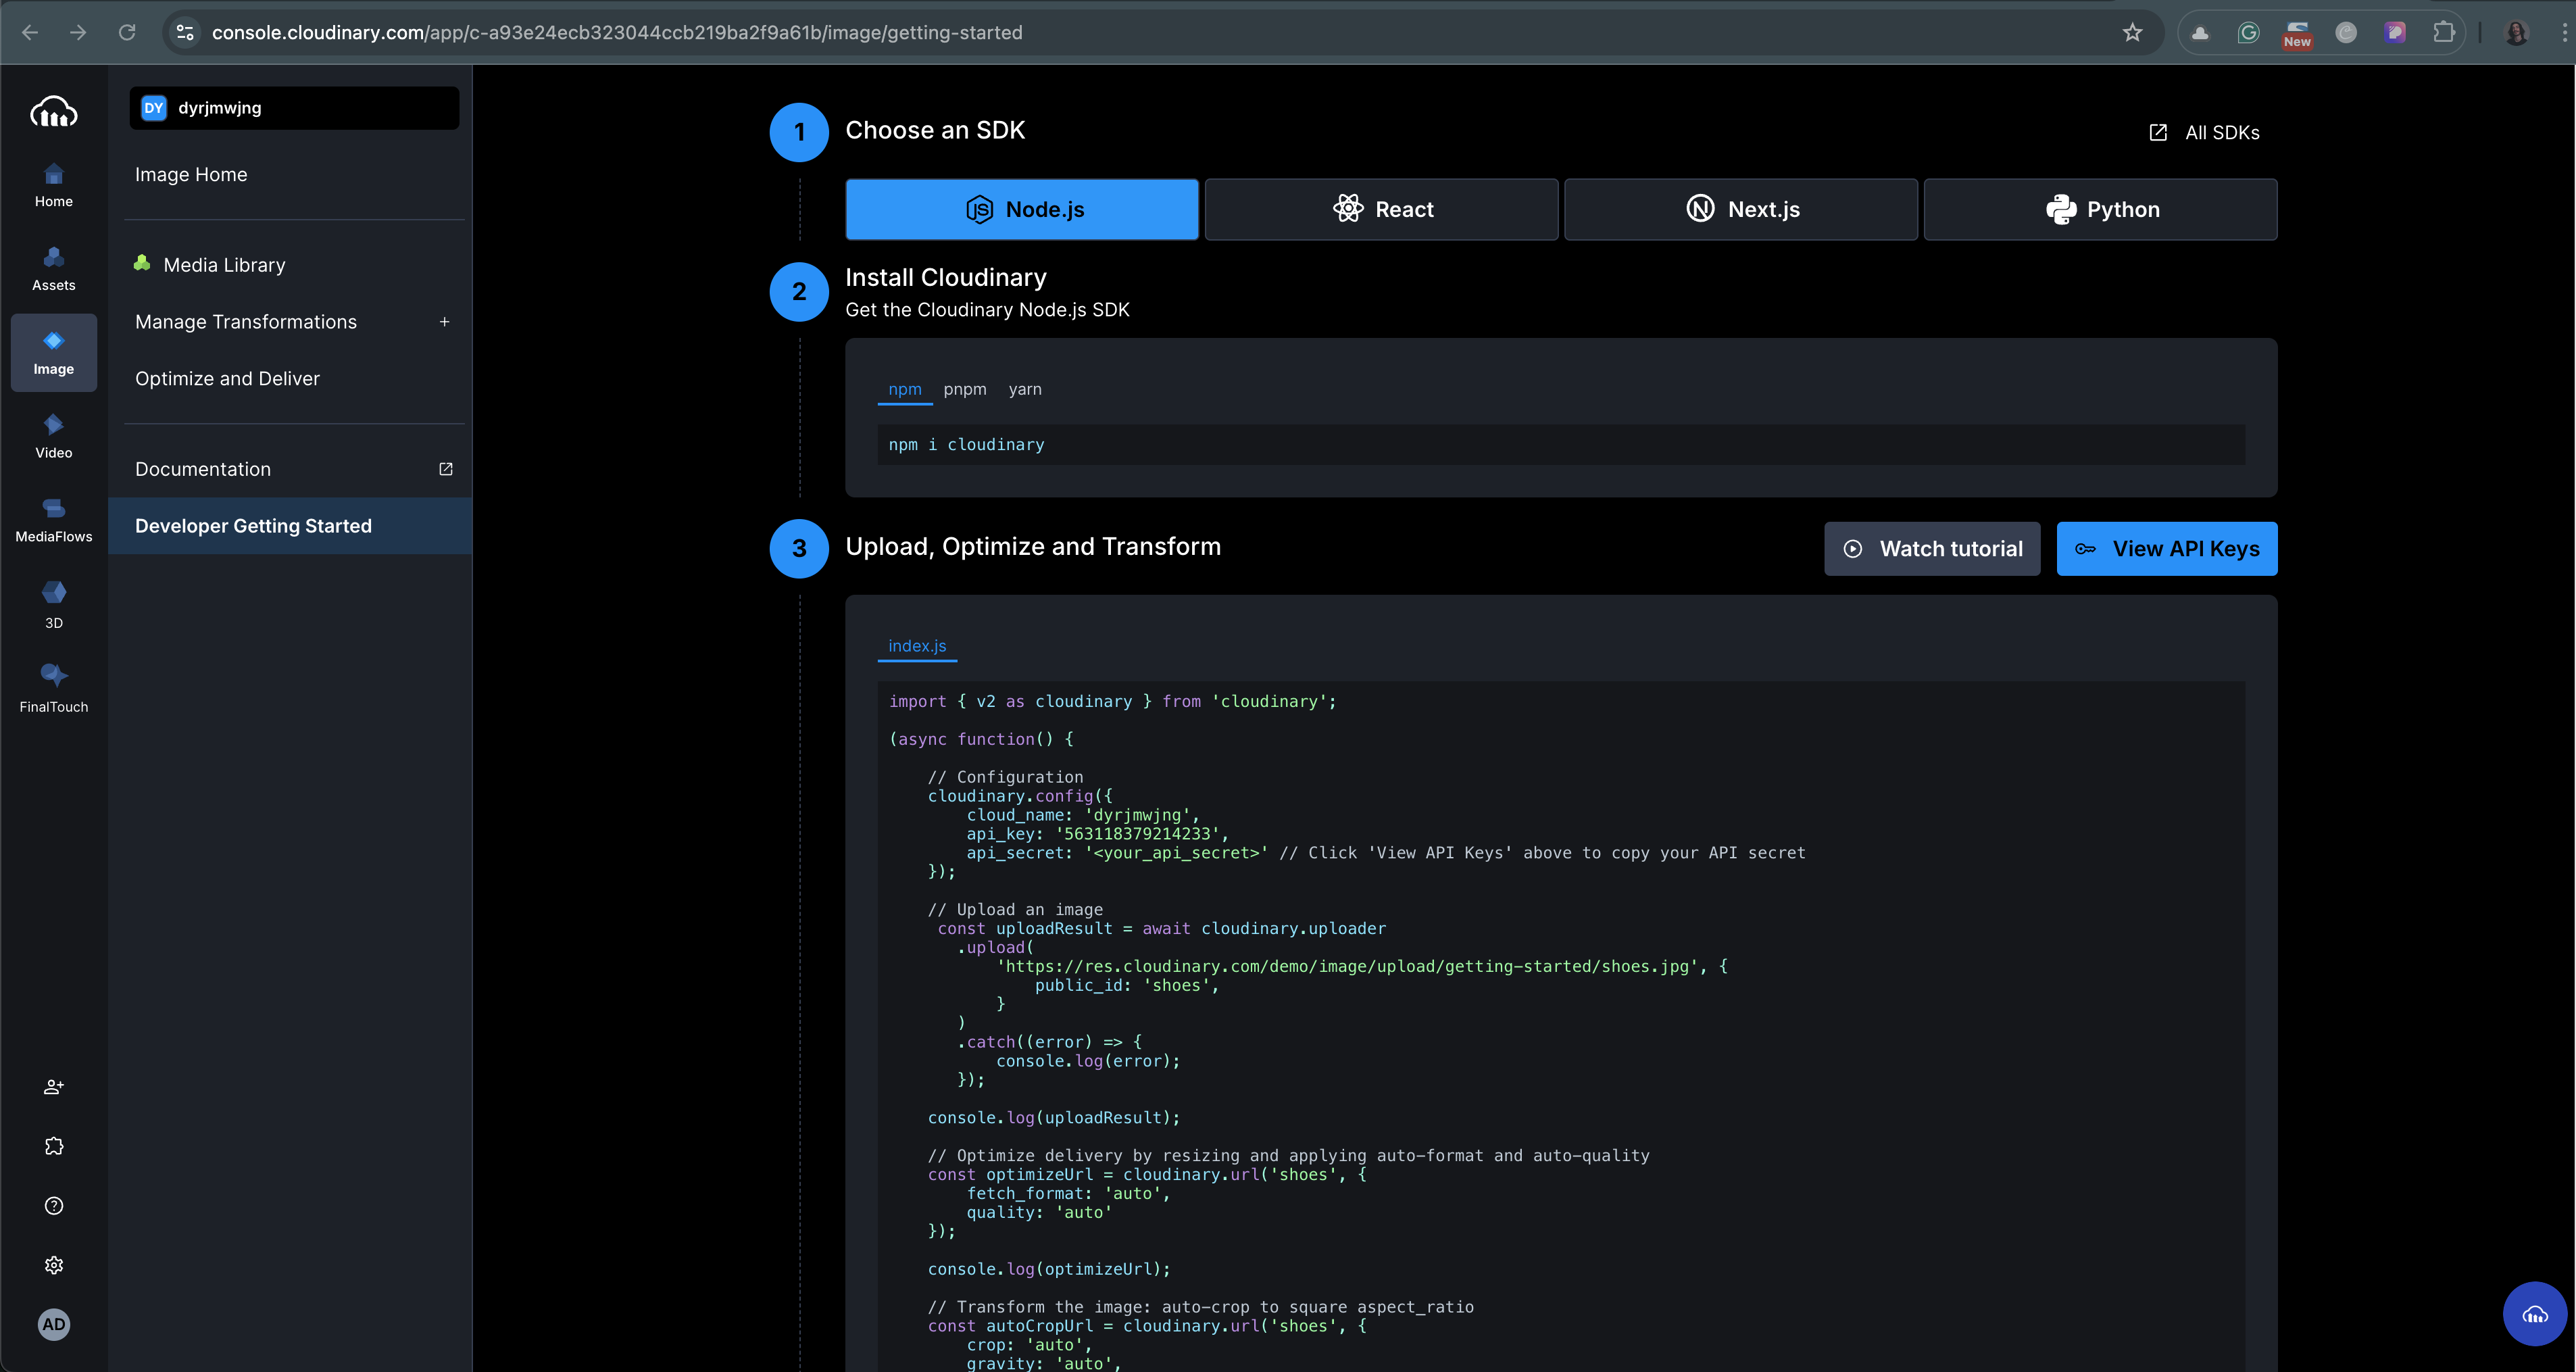 console.cloudinary.com/app/c-a93e24ecb323044ccb219ba2f9a61b/image/getting-started
New
DY dyrjmwjng
Home
Assets
Image
Video
MediaFlows
3D
FinalTouch
AD
Image Home
Media Library
Manage Transformations +
Optimize and Deliver
Documentation
Developer Getting Started
1 Choose an SDK
All SDKs
Node.js
React
Next.js
Python
2 Install Cloudinary
Get the Cloudinary Node.js SDK
npm pnpm yarn
npm i cloudinary
3 Upload, Optimize and Transform
Watch tutorial
View API Keys
index.js
import { v2 as cloudinary } from 'cloudinary';
(async function() {
// Configuration
cloudinary.config({
cloud_name: 'dyrjmwjng',
api_key: '563118379214233',
api_secret: '<your_api_secret>' // Click 'View API Keys' above to copy your API secret
});
// Upload an image
const uploadResult = await cloudinary.uploader
.upload(
'https://res.cloudinary.com/demo/image/upload/getting-started/shoes.jpg', {
public_id: 'shoes',
}
)
.catch((error) => {
console.log(error);
});
console.log(uploadResult);
// Optimize delivery by resizing and applying auto-format and auto-quality
const optimizeUrl = cloudinary.url('shoes', {
fetch_format: 'auto',
quality: 'auto'
});
console.log(optimizeUrl);
// Transform the image: auto-crop to square aspect_ratio
const autoCropUrl = cloudinary.url('shoes', {
crop: 'auto',
gravity: 'auto',